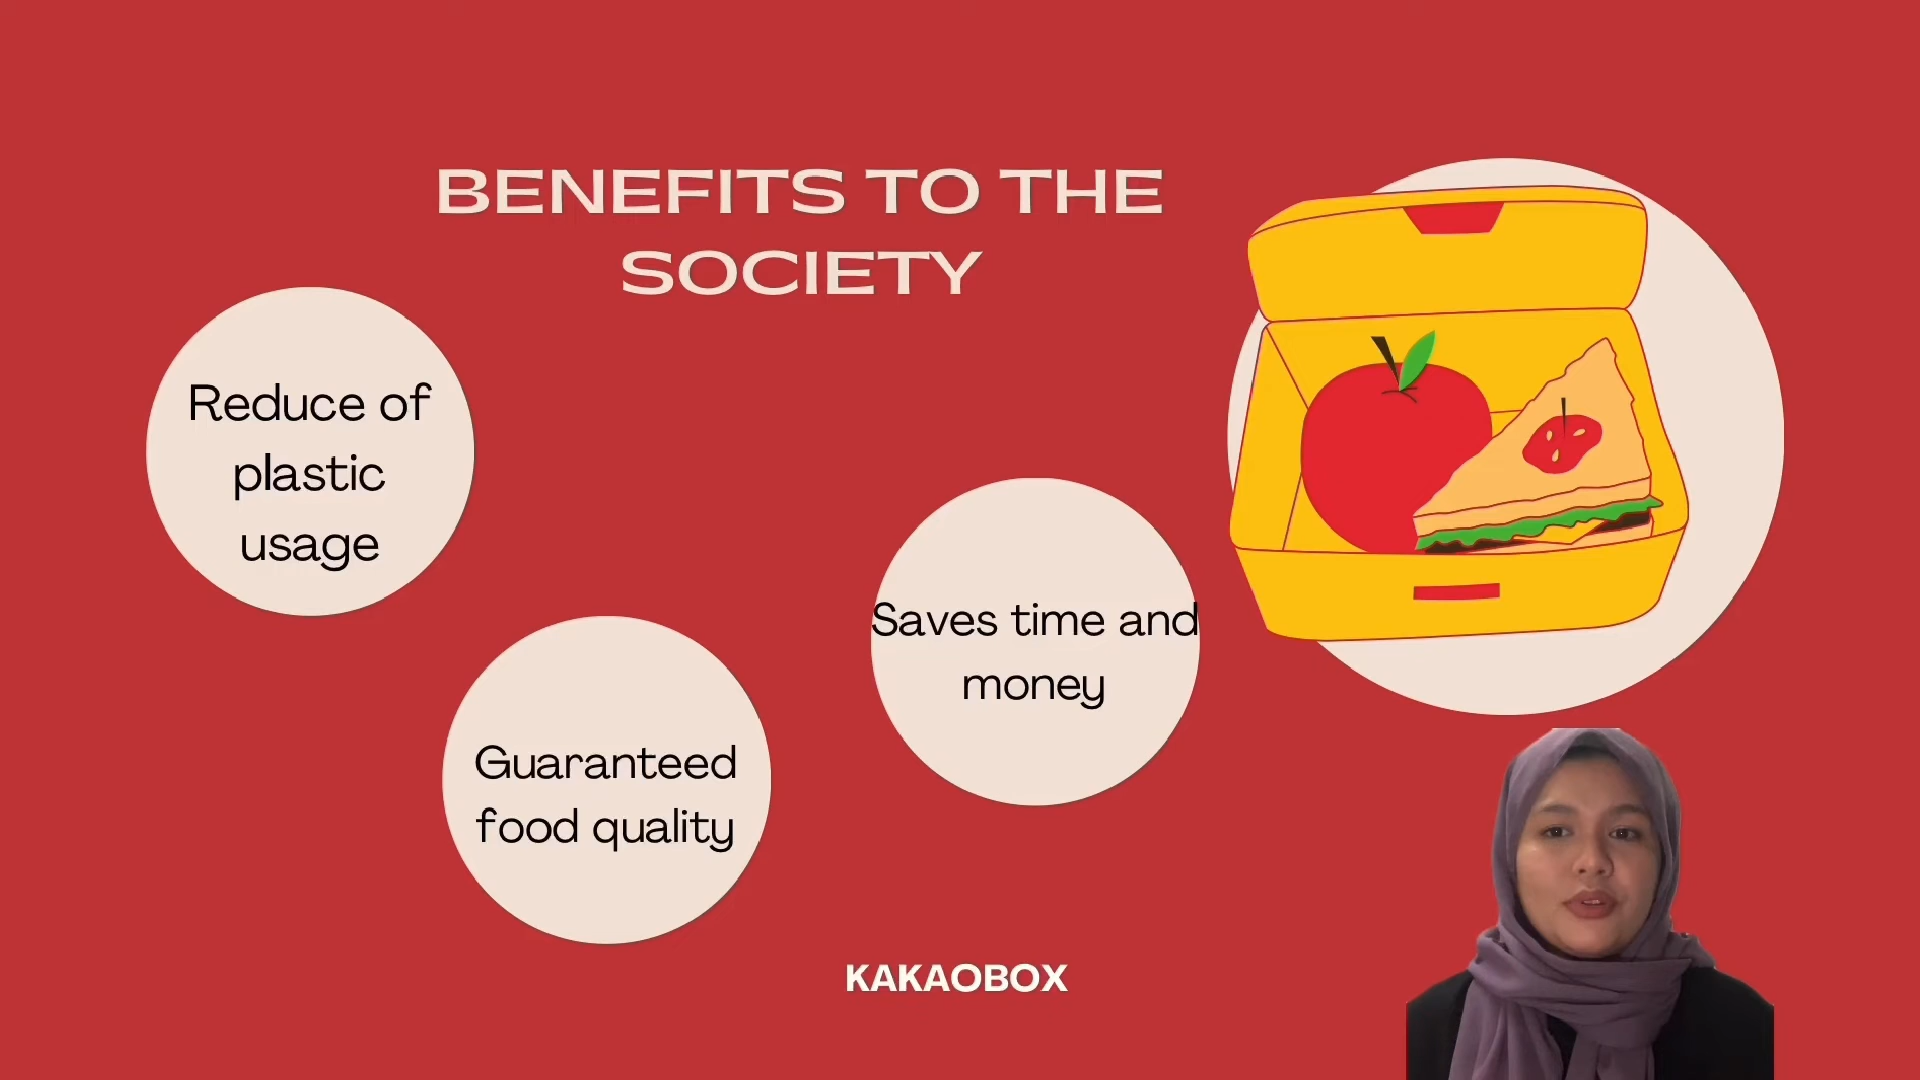 BENEFITS TO THE
SOCIETY
Reduce of
plastic
usage
Guaranteed
food quality
Saves time and
money
KAKAOBOX